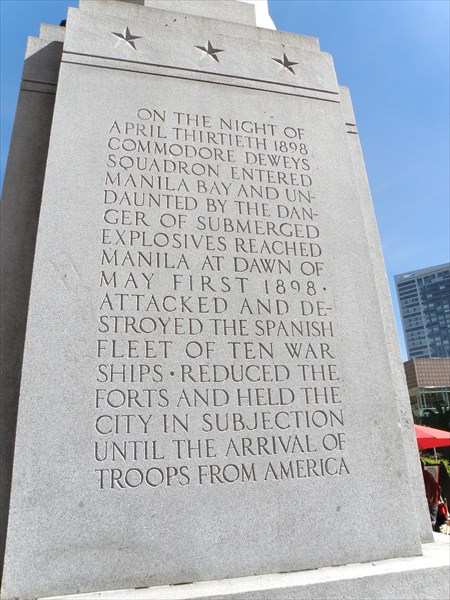 ON THE NIGHT OF
APRIL THIRTIETH 1898
COMMODORE DEWEYS
SQUADRON ENTERED
MANILA BAY AND UN-
DAUNTED BY THE DAN-
GER OF SUBMERGED
EXPLOSIVES REACHED
MANILA AT DAWN OF
MAY FIRST 1898 ·
ATTACKED AND DE-
STROYED THE SPANISH
FLEET OF TEN WAR
SHIPS · REDUCED THE
FORTS AND HELD THE
CITY IN SUBJECTION
UNTIL THE ARRIVAL OF
TROOPS FROM AMERICA